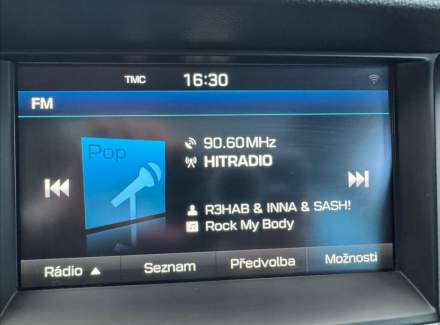 TMC 16:30
FM
Pop
90.60MHz
HITRADIO
R3HAB & INNA & SASH!
Rock My Body
Rádio ▲ Seznam Předvolba Možnosti